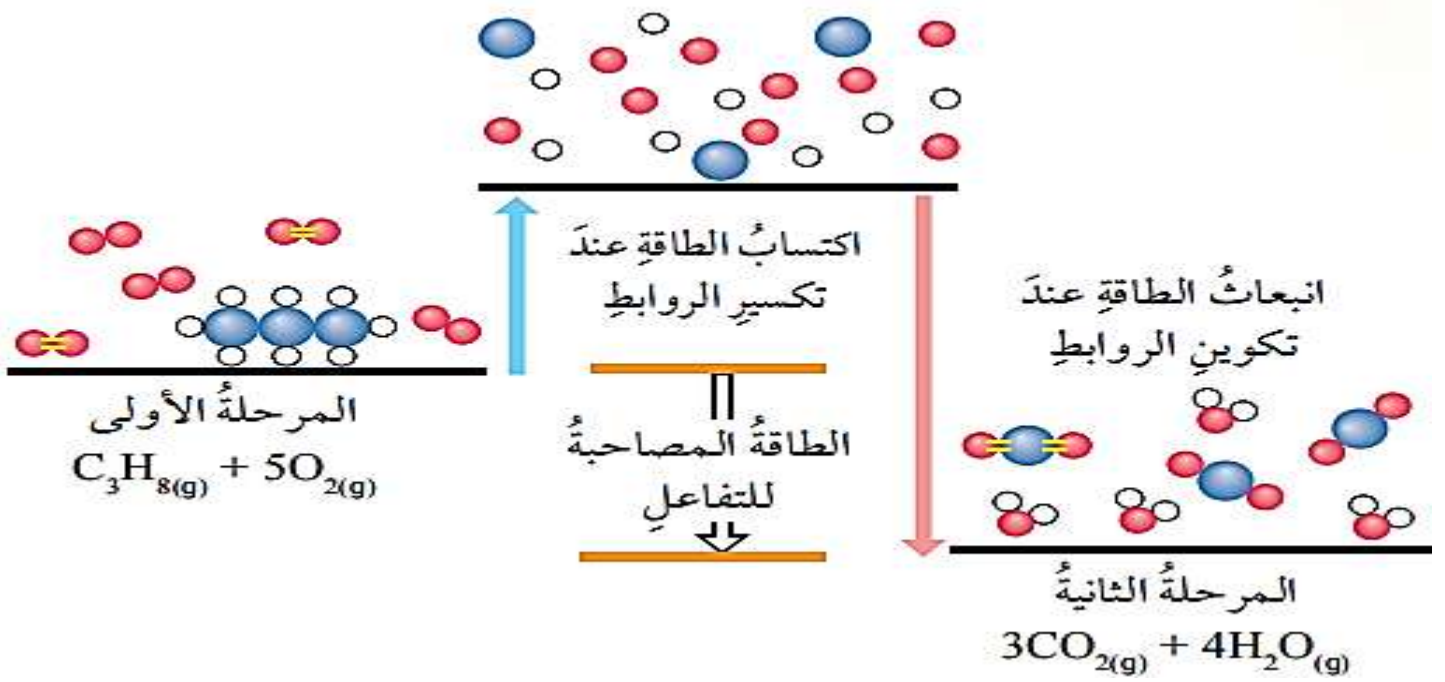 اكتسابُ الطاقةِ عندَ
تكسيرِ الروابطِ
انبعاثُ الطاقةِ عندَ
تكوينِ الروابطِ
المرحلةُ الأولى
C₃H₈(g) + 5O₂(g)
الطاقةُ المصاحبةُ
للتفاعلِ
المرحلةُ الثانيةُ
3CO₂(g) + 4H₂O(g)